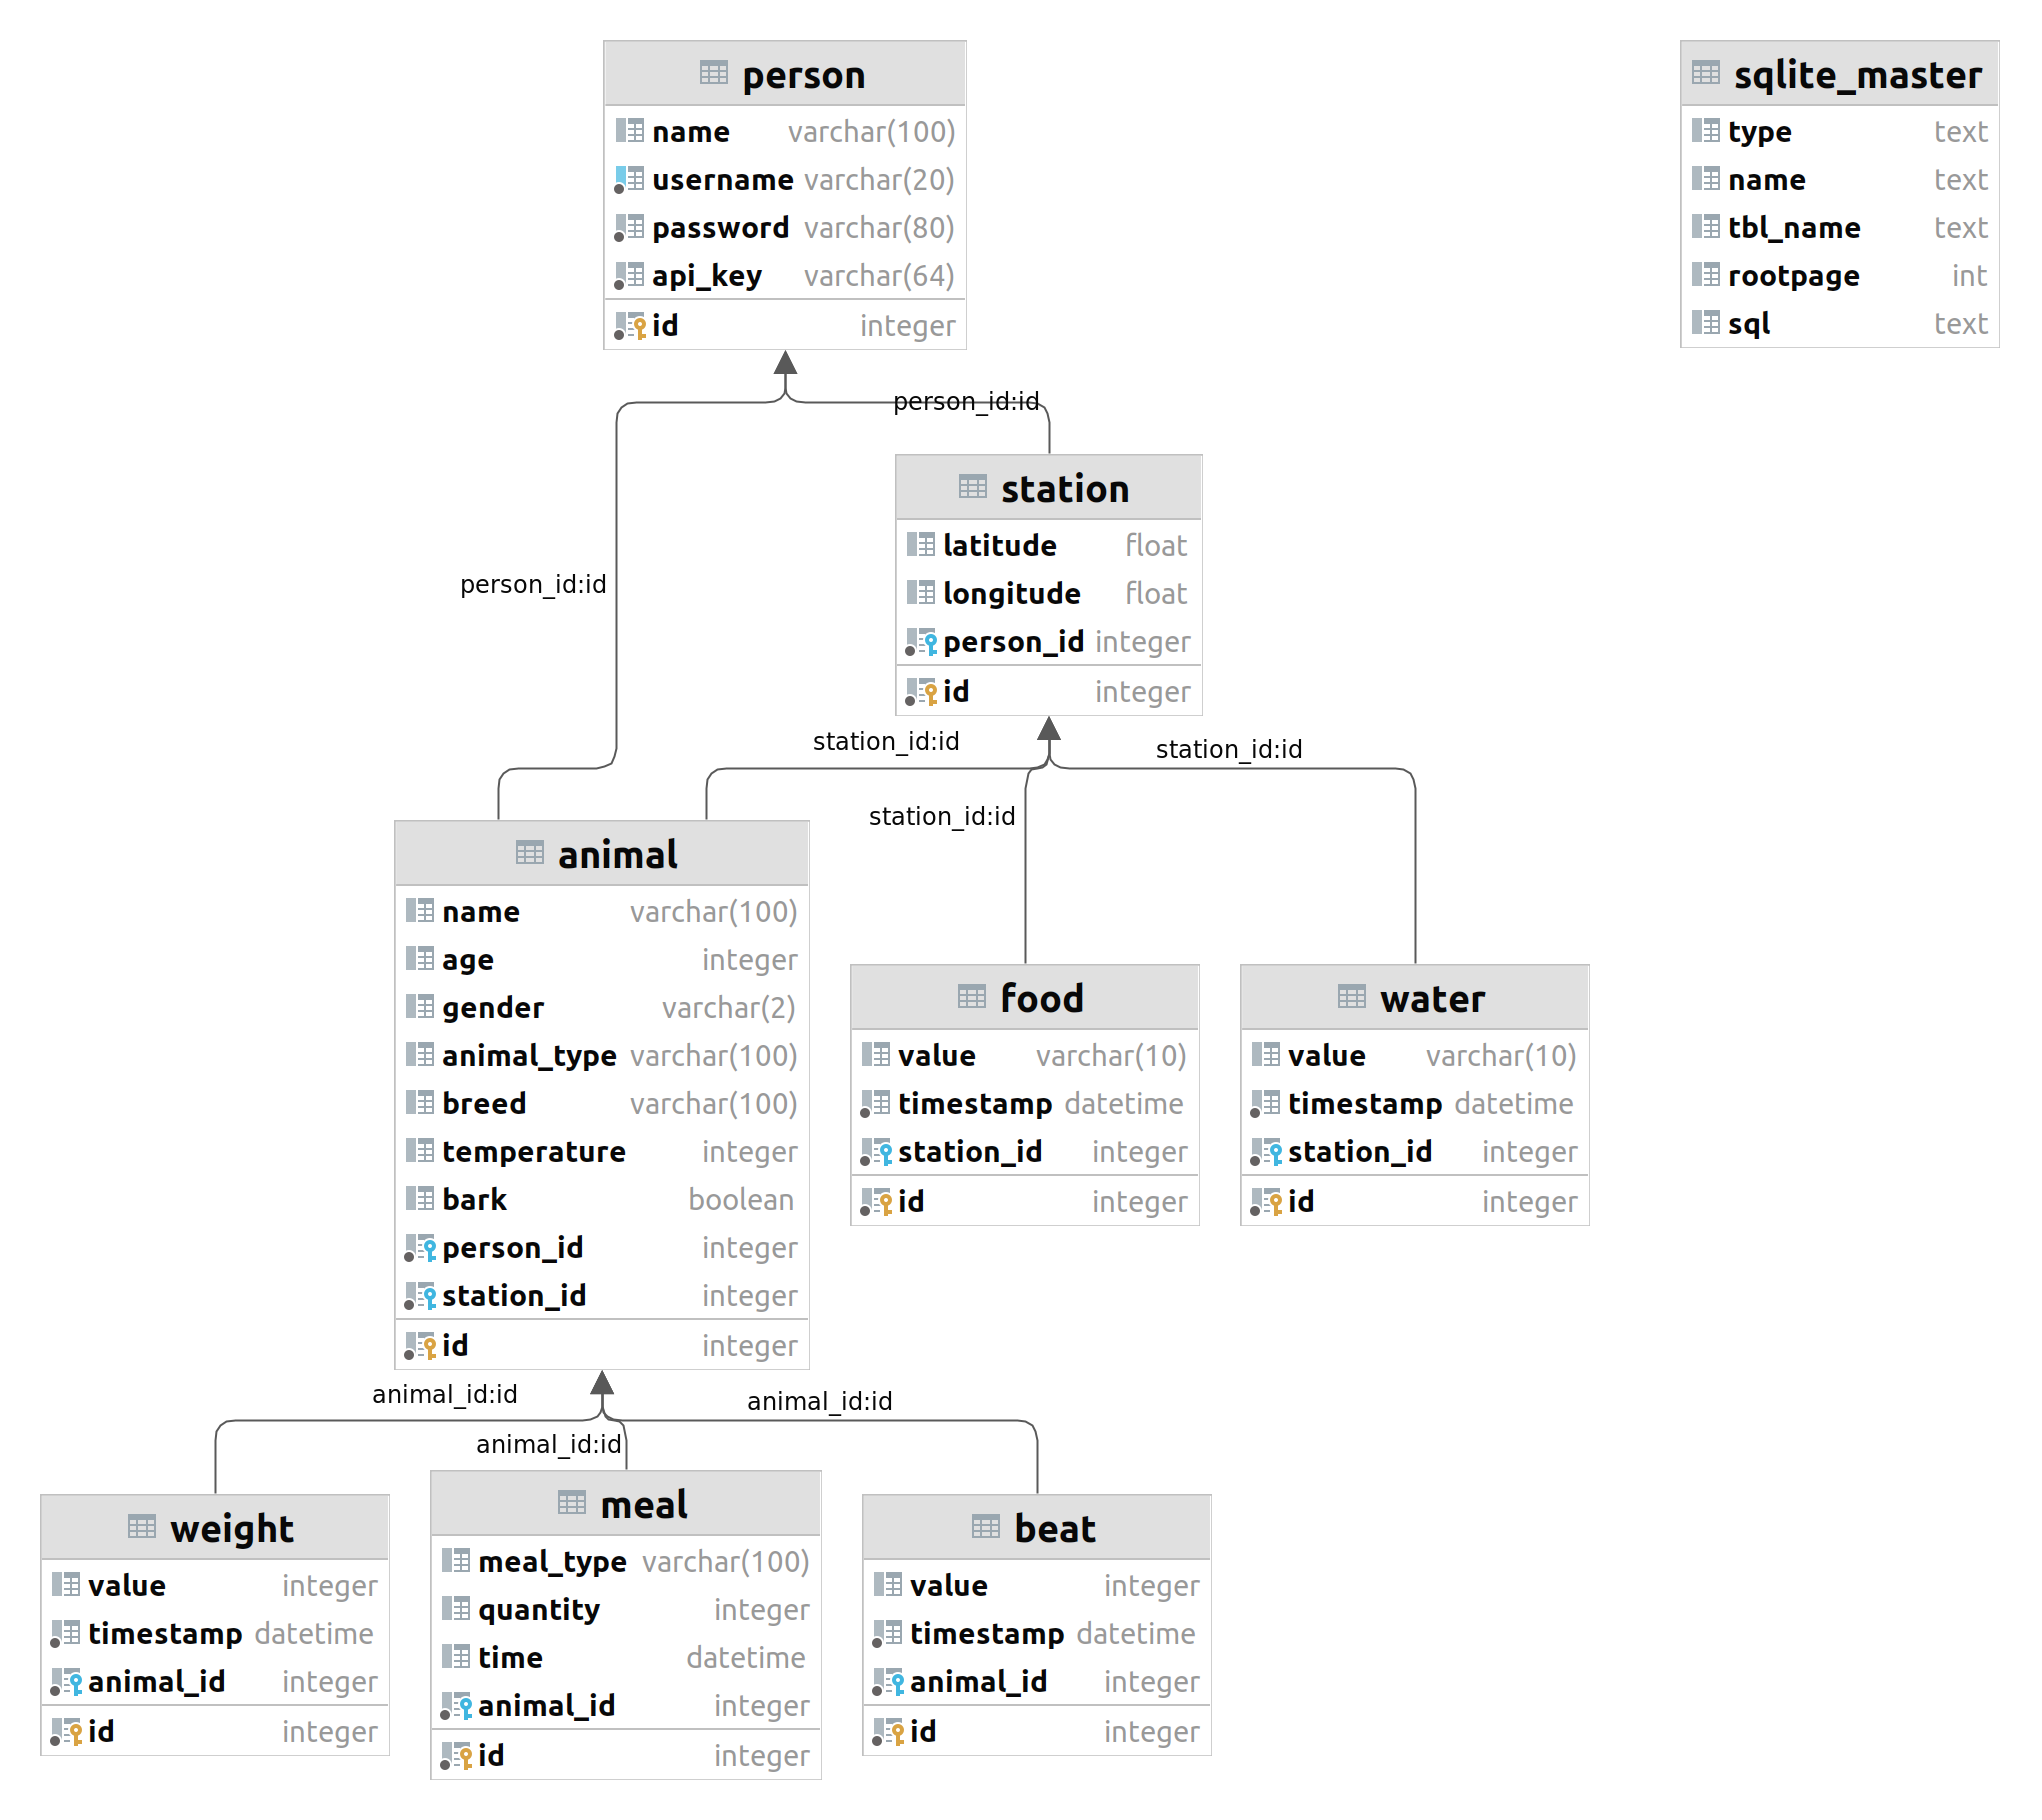 person
name varchar(100)
username varchar(20)
password varchar(80)
api_key varchar(64)
id integer
sqlite_master
type text
name text
tbl_name text
rootpage int
sql text
person_id:id
person_id:id
station
latitude float
longitude float
person_id integer
id integer
station_id:id
station_id:id
station_id:id
animal
name varchar(100)
age integer
gender varchar(2)
animal_type varchar(100)
breed varchar(100)
temperature integer
bark boolean
person_id integer
station_id integer
id integer
food
value varchar(10)
timestamp datetime
station_id integer
id integer
water
value varchar(10)
timestamp datetime
station_id integer
id integer
animal_id:id
animal_id:id
animal_id:id
weight
value integer
timestamp datetime
animal_id integer
id integer
meal
meal_type varchar(100)
quantity integer
time datetime
animal_id integer
id integer
beat
value integer
timestamp datetime
animal_id integer
id integer